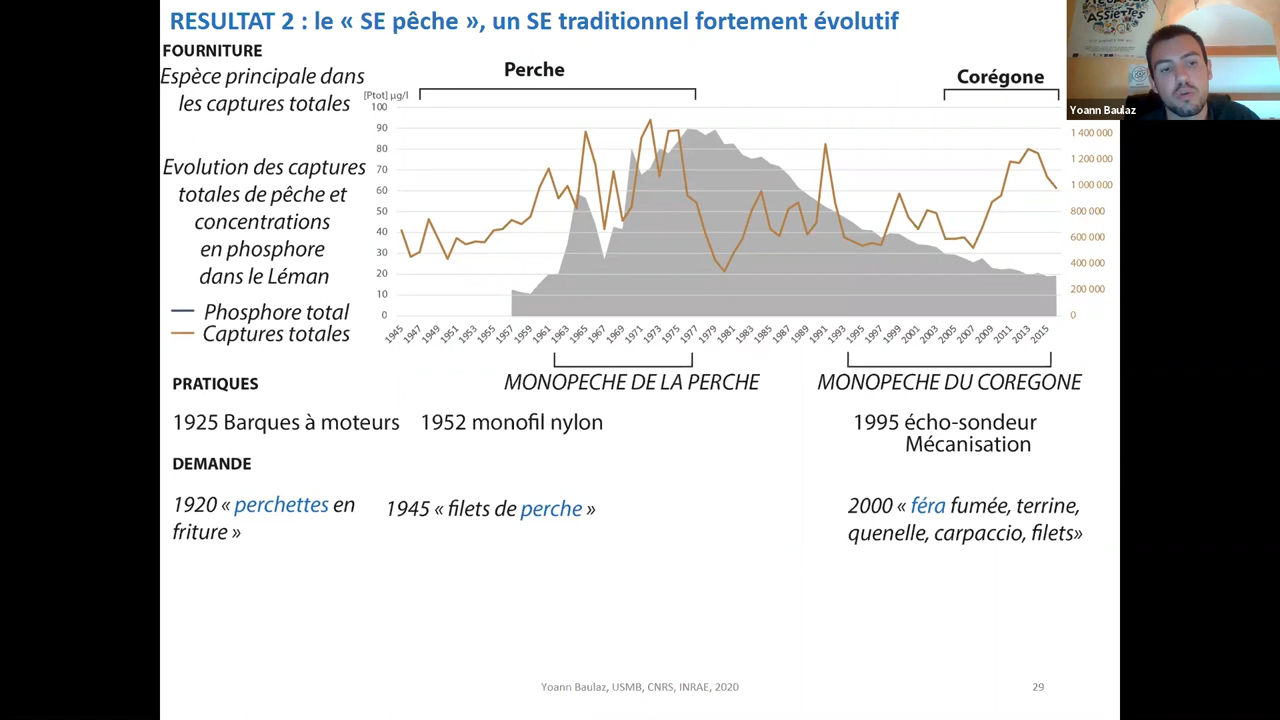 RESULTAT 2 : le « SE pêche », un SE traditionnel fortement évolutif
FOURNITURE
Espèce principale dans
les captures totales
Perche
Corégone
ASSIETTES
Yoann Baulaz
[Ptot] µg/l
100
90
80
70
60
50
40
30
20
10
0
1 400 000
1 200 000
1 000 000
800 000
600 000
400 000
200 000
0
Evolution des captures
totales de pêche et
concentrations
en phosphore
dans le Léman
Phosphore total
Captures totales
1945 1947 1949 1951 1953 1955 1957 1959 1961 1963 1965 1967 1969 1971 1973 1975 1977 1979 1981 1983 1985 1987 1989 1991 1993 1995 1997 1999 2001 2003 2005 2007 2009 2011 2013 2015
MONOPECHE DE LA PERCHE
MONOPECHE DU COREGONE
PRATIQUES
1925 Barques à moteurs
1952 monofil nylon
1995 écho-sondeur
Mécanisation
DEMANDE
1920 « perchettes en
friture »
1945 « filets de perche »
2000 « féra fumée, terrine,
quenelle, carpaccio, filets»
Yoann Baulaz, USMB, CNRS, INRAE, 2020
29